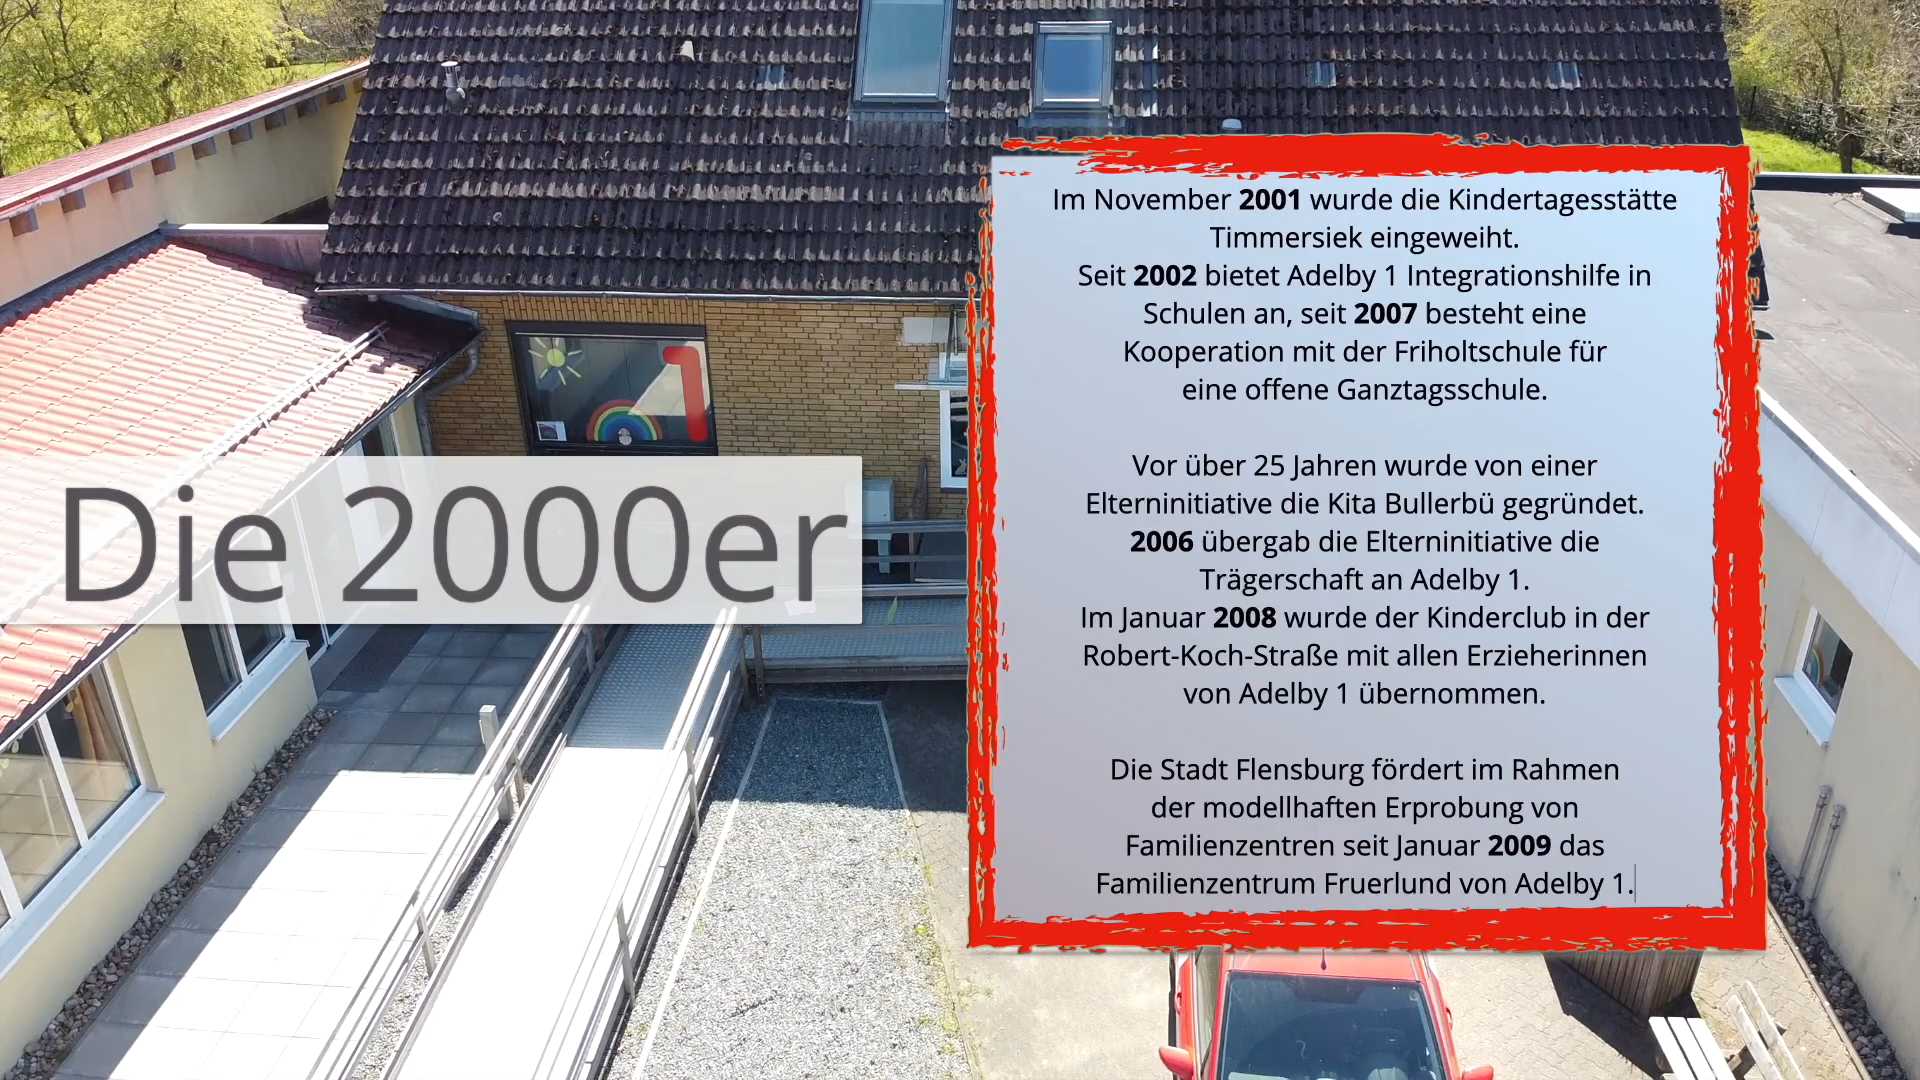 Die 2000er
1
Im November 2001 wurde die Kindertagesstätte
Timmersiek eingeweiht.
Seit 2002 bietet Adelby 1 Integrationshilfe in
Schulen an, seit 2007 besteht eine
Kooperation mit der Friholtschule für
eine offene Ganztagsschule.
Vor über 25 Jahren wurde von einer
Elterninitiative die Kita Bullerbü gegründet.
2006 übergab die Elterninitiative die
Trägerschaft an Adelby 1.
Im Januar 2008 wurde der Kinderclub in der
Robert-Koch-Straße mit allen Erzieherinnen
von Adelby 1 übernommen.
Die Stadt Flensburg fördert im Rahmen
der modellhaften Erprobung von
Familienzentren seit Januar 2009 das
Familienzentrum Fruerlund von Adelby 1.